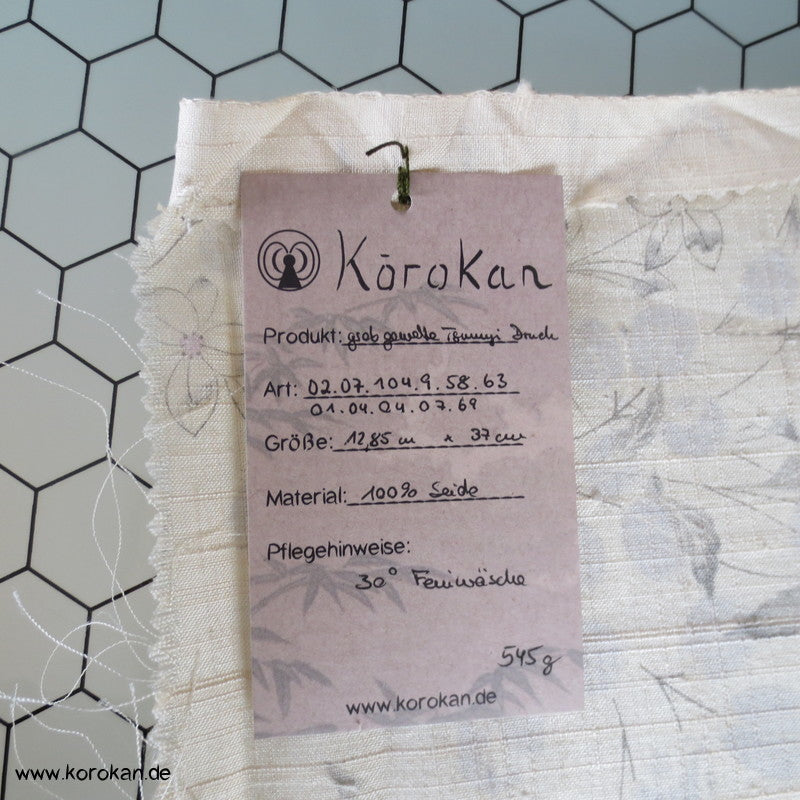 Kōrokan
Produkt: grob gewebte Tsumugi Druck
Art: 02.07.104.9.58.63
01.04.04.07.69
Größe: 12,85 m x 37 cm
Material: 100% Seide
Pflegehinweise:
30° Feinwäsche
545 g
www.korokan.de
www.korokan.de